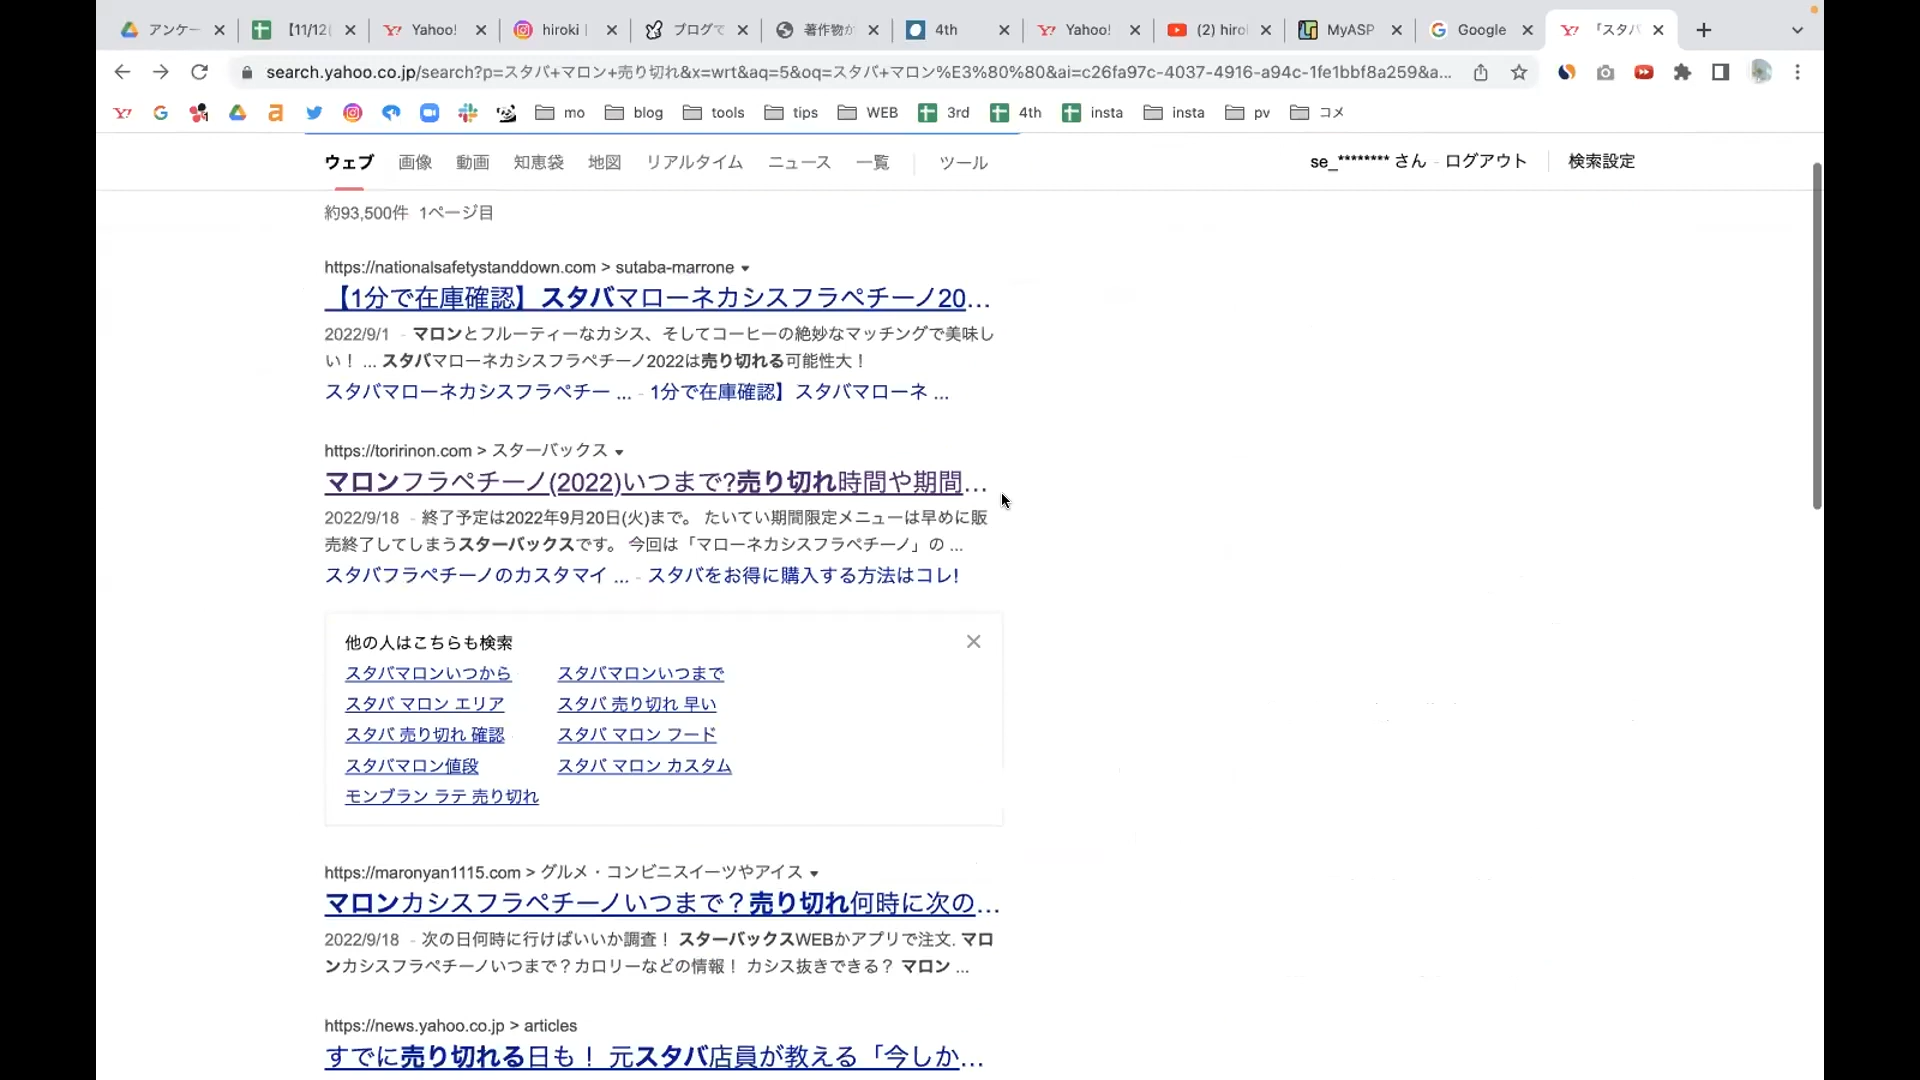 アンケー
【11/12(
Yahoo!
hiroki |
ブログで
著作物か
4th
Yahoo!
(2) hirol
MyASP
Google
「スタバ
search.yahoo.co.jp/search?p=スタバ+マロン+売り切れ&x=wrt&aq=5&oq=スタバ+マロン%E3%80%80&ai=c26fa97c-4037-4916-a94c-1fe1bbf8a259&a...
mo
blog
tools
tips
WEB
3rd
4th
insta
insta
pv
コメ
ウェブ 画像 動画 知恵袋 地図 リアルタイム ニュース 一覧 ツール
se_******** さん - ログアウト 検索設定
約93,500件 1ページ目
https://nationalsafetystanddown.com > sutaba-marrone
【1分で在庫確認】スタバマローネカシスフラペチーノ20...
2022/9/1 - マロンとフルーティーなカシス、そしてコーヒーの絶妙なマッチングで美味し
い！ ... スタバマローネカシスフラペチーノ2022は売り切れる可能性大！
スタバマローネカシスフラペチー ... - 1分で在庫確認】スタバマローネ ...
https://toririnon.com > スターバックス
マロンフラペチーノ(2022)いつまで?売り切れ時間や期間...
2022/9/18 - 終了予定は2022年9月20日(火)まで。 たいてい期間限定メニューは早めに販
売終了してしまうスターバックスです。 今回は「マローネカシスフラペチーノ」の ...
スタバフラペチーノのカスタマイ ... - スタバをお得に購入する方法はコレ!
他の人はこちらも検索
スタバマロンいつから スタバマロンいつまで
スタバ マロン エリア スタバ 売り切れ 早い
スタバ 売り切れ 確認 スタバ マロン フード
スタバマロン値段 スタバ マロン カスタム
モンブラン ラテ 売り切れ
https://maronyan1115.com > グルメ・コンビニスイーツやアイス
マロンカシスフラペチーノいつまで？売り切れ何時に次の...
2022/9/18 - 次の日何時に行けばいいか調査！ スターバックスWEBかアプリで注文. マロ
ンカシスフラペチーノいつまで？カロリーなどの情報！ カシス抜きできる？ マロン ...
https://news.yahoo.co.jp > articles
すでに売り切れる日も！ 元スタバ店員が教える「今しか...